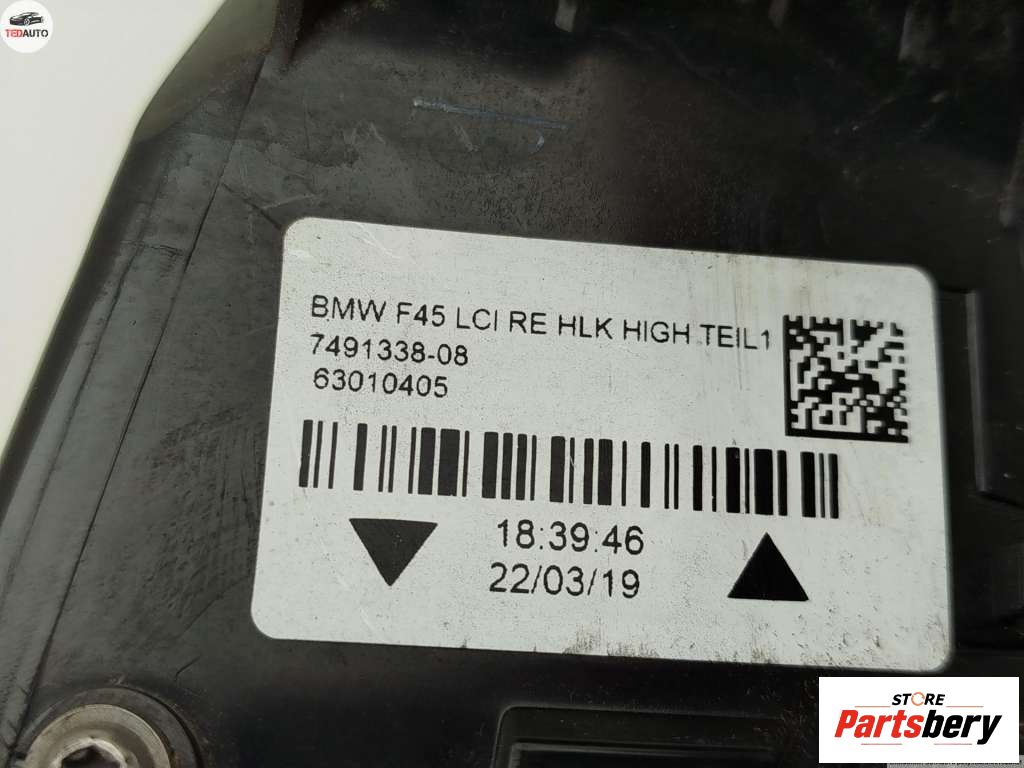 TEDAUTO
BMW F45 LCI RE HLK HIGH TEIL1
7491338-08
63010405
18:39:46
22/03/19
STORE
Partsbery